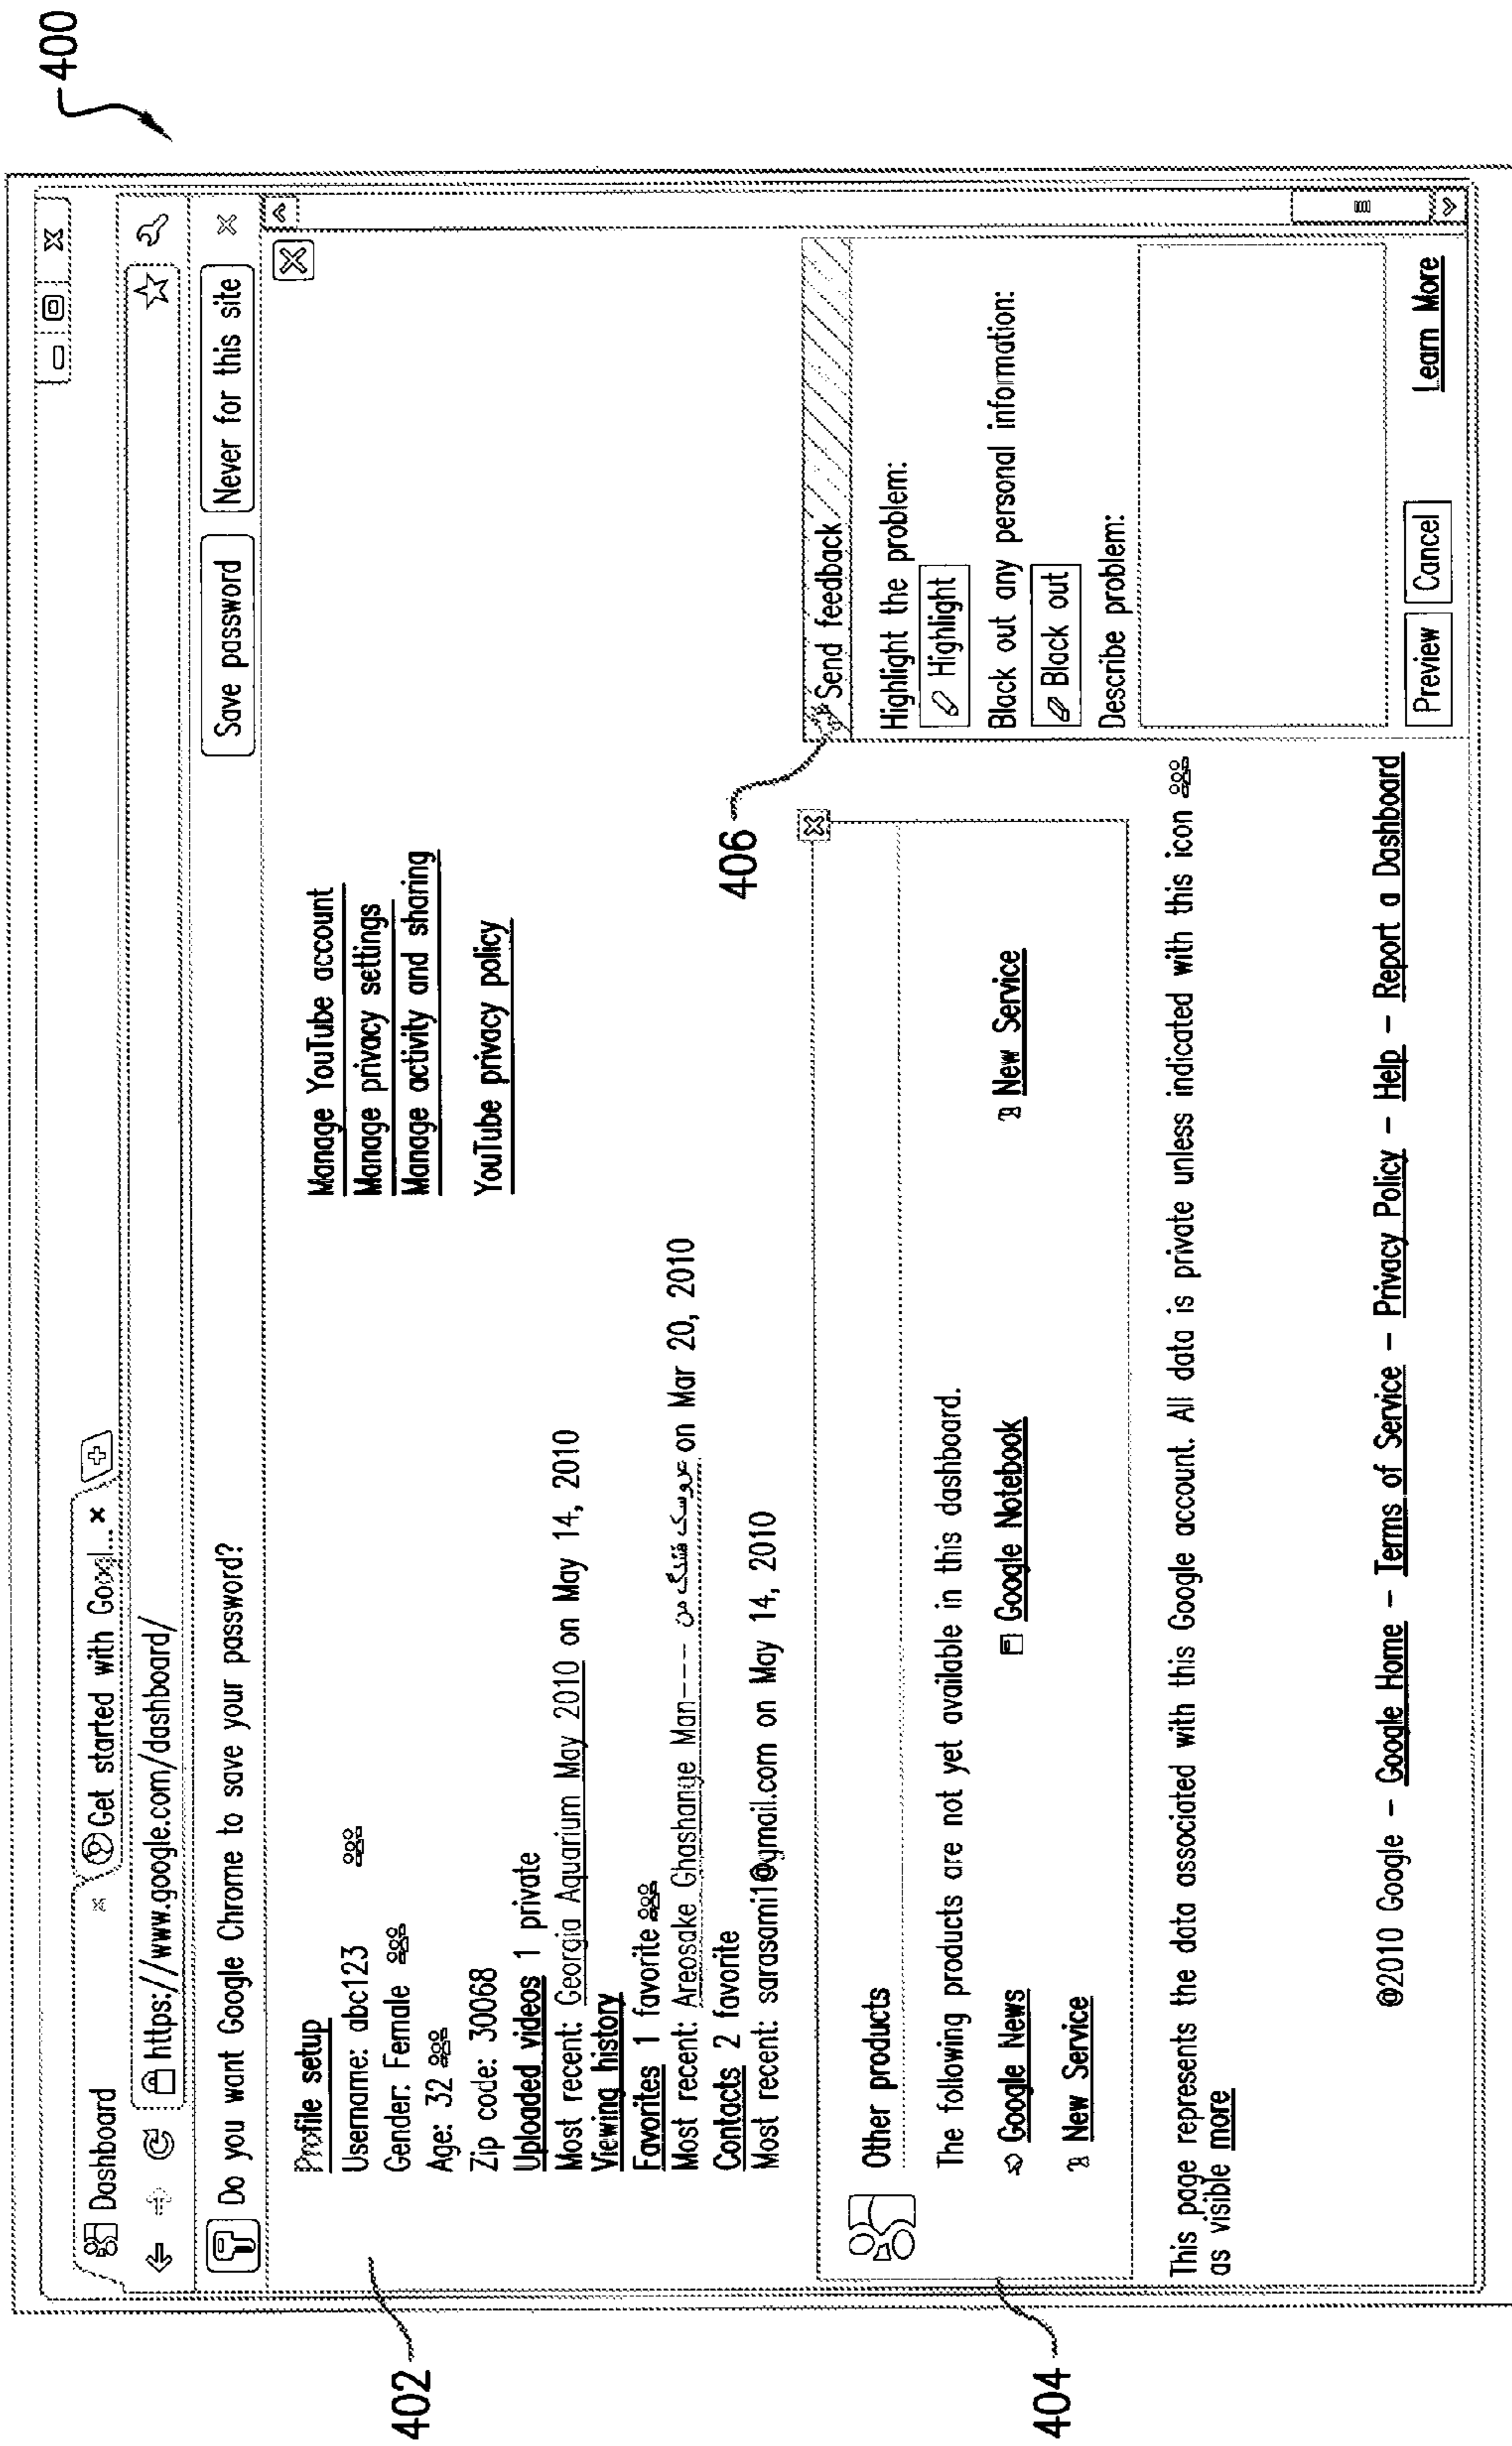 400
Dashboard
Get started with Googl...
https://www.google.com/dashboard/
Do you want Google Chrome to save your password?
Save password
Never for this site
402
Profile setup
Username: abc123
Gender: Female
Age: 32
Zip code: 30068
Uploaded videos 1 private
Most recent: Georgia Aquarium May 2010 on May 14, 2010
Viewing history
Favorites 1 favorite
Most recent: Areosake Ghashange Man--- عروسک قشنگ من on Mar 20, 2010
Contacts 2 favorite
Most recent: sarasami1@gmail.com on May 14, 2010
Manage YouTube account
Manage privacy settings
Manage activity and sharing
YouTube privacy policy
404
Other products
The following products are not yet available in this dashboard.
Google News
Google Notebook
New Service
New Service
406
Send feedback
Highlight the problem:
Highlight
Black out any personal information:
Black out
Describe problem:
Preview
Cancel
Learn More
This page represents the data associated with this Google account. All data is private unless indicated with this icon
as visible more
@2010 Google – Google Home – Terms of Service – Privacy Policy – Help – Report a Dashboard